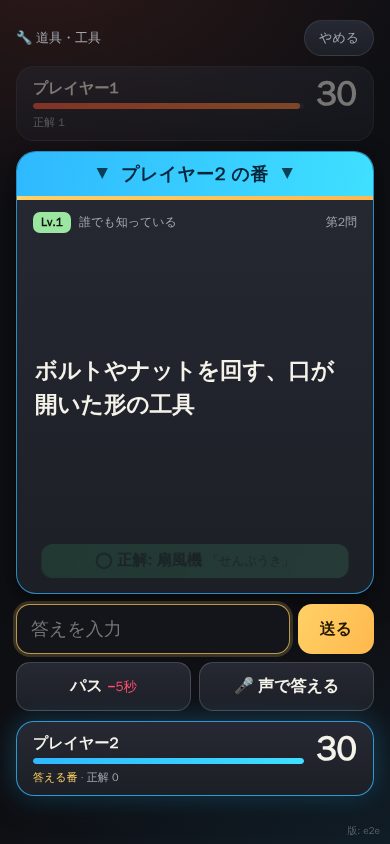 🔧 道具・工具
やめる
プレイヤー1
30
正解 1
▼ プレイヤー2 の番 ▼
Lv.1 誰でも知っている
第2問
ボルトやナットを回す、口が
開いた形の工具
◯ 正解: 扇風機 「せんぷうき」
答えを入力
送る
パス −5秒
🎤 声で答える
プレイヤー2
30
答える番 · 正解 0
版: e2e